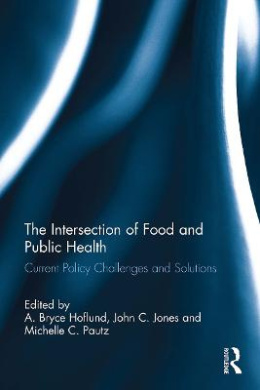 The Intersection of Food and
Public Health
Current Policy Challenges and Solutions
Edited by
A. Bryce Hoflund, John C. Jones and
Michelle C. Pautz
ROUTLEDGE